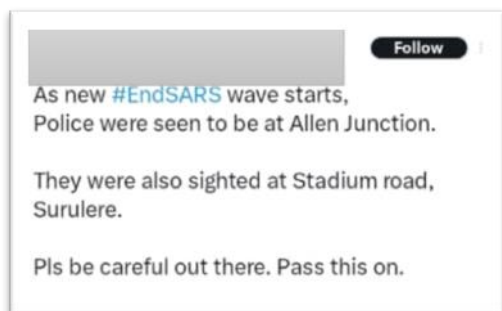 Follow
As new #EndSARS wave starts,
Police were seen to be at Allen Junction.
They were also sighted at Stadium road,
Surulere.
Pls be careful out there. Pass this on.